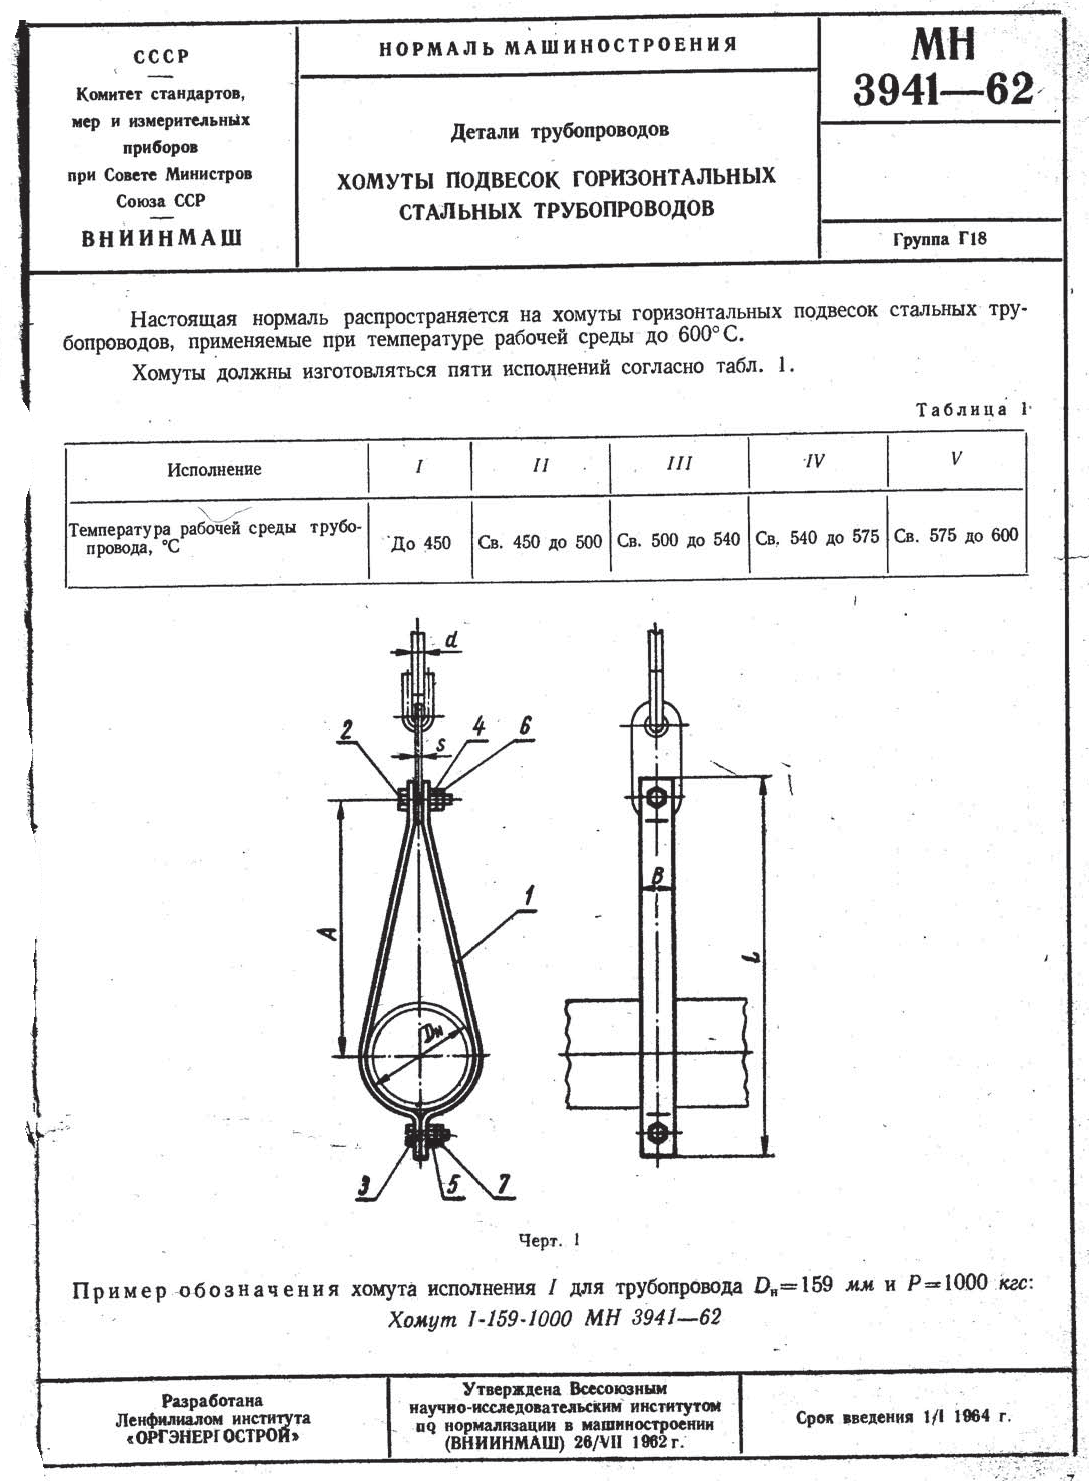 СССР
Комитет стандартов,
мер и измерительных
приборов
при Совете Министров
Союза ССР
ВНИИНМАШ
НОРМАЛЬ МАШИНОСТРОЕНИЯ
Детали трубопроводов
ХОМУТЫ ПОДВЕСОК ГОРИЗОНТАЛЬНЫХ
СТАЛЬНЫХ ТРУБОПРОВОДОВ
МН
3941—62
Группа Г18
Настоящая нормаль распространяется на хомуты горизонтальных подвесок стальных тру-
бопроводов, применяемые при температуре рабочей среды до 600°С.
Хомуты должны изготовляться пяти исполнений согласно табл. 1.
Таблица 1
Исполнение I II III IV V
Температура рабочей среды трубо-
провода, °С
До 450 Св. 450 до 500 Св. 500 до 540 Св. 540 до 575 Св. 575 до 600
d
2 4 6
s
1
A
B
L
Dн
3 5 7
Черт. 1
Пример обозначения хомута исполнения I для трубопровода Dн=159 мм и P=1000 кгс:
Хомут I-159-1000 МН 3941—62
Разработана
Ленфилиалом института
«ОРГЭНЕРГОСТРОЙ»
Утверждена Всесоюзным
научно-исследовательским институтом
по нормализации в машиностроении
(ВНИИНМАШ) 26/VII 1962 г.
Срок введения 1/I 1964 г.